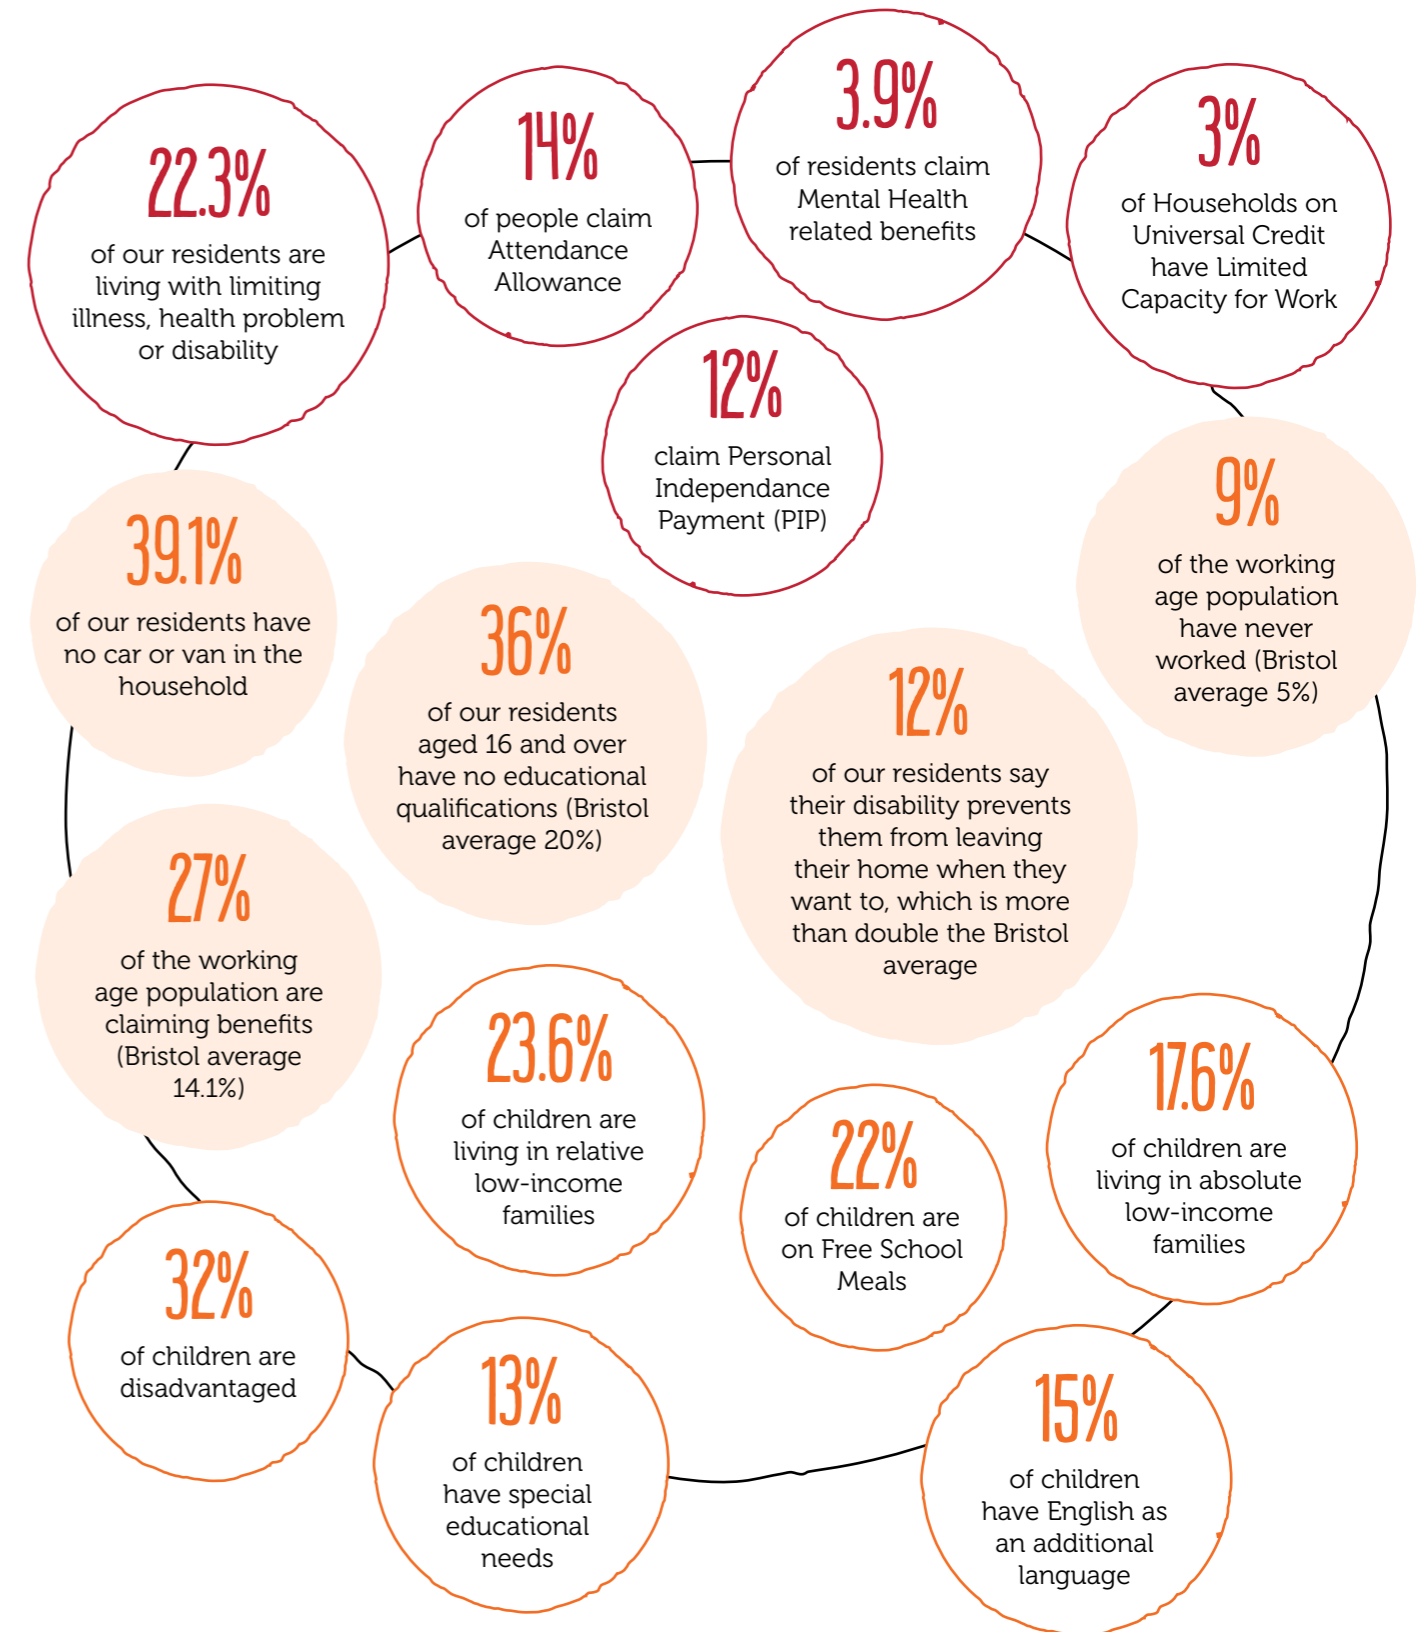 22.3%
of our residents are
living with limiting
illness, health problem
or disability
14%
of people claim
Attendance
Allowance
3.9%
of residents claim
Mental Health
related benefits
3%
of Households on
Universal Credit
have Limited
Capacity for Work
12%
claim Personal
Independance
Payment (PIP)
39.1%
of our residents have
no car or van in the
household
36%
of our residents
aged 16 and over
have no educational
qualifications (Bristol
average 20%)
12%
of our residents say
their disability prevents
them from leaving
their home when they
want to, which is more
than double the Bristol
average
9%
of the working
age population
have never
worked (Bristol
average 5%)
27%
of the working
age population are
claiming benefits
(Bristol average
14.1%)
23.6%
of children are
living in relative
low-income
families
22%
of children are
on Free School
Meals
17.6%
of children are
living in absolute
low-income
families
32%
of children are
disadvantaged
13%
of children
have special
educational
needs
15%
of children
have English as
an additional
language